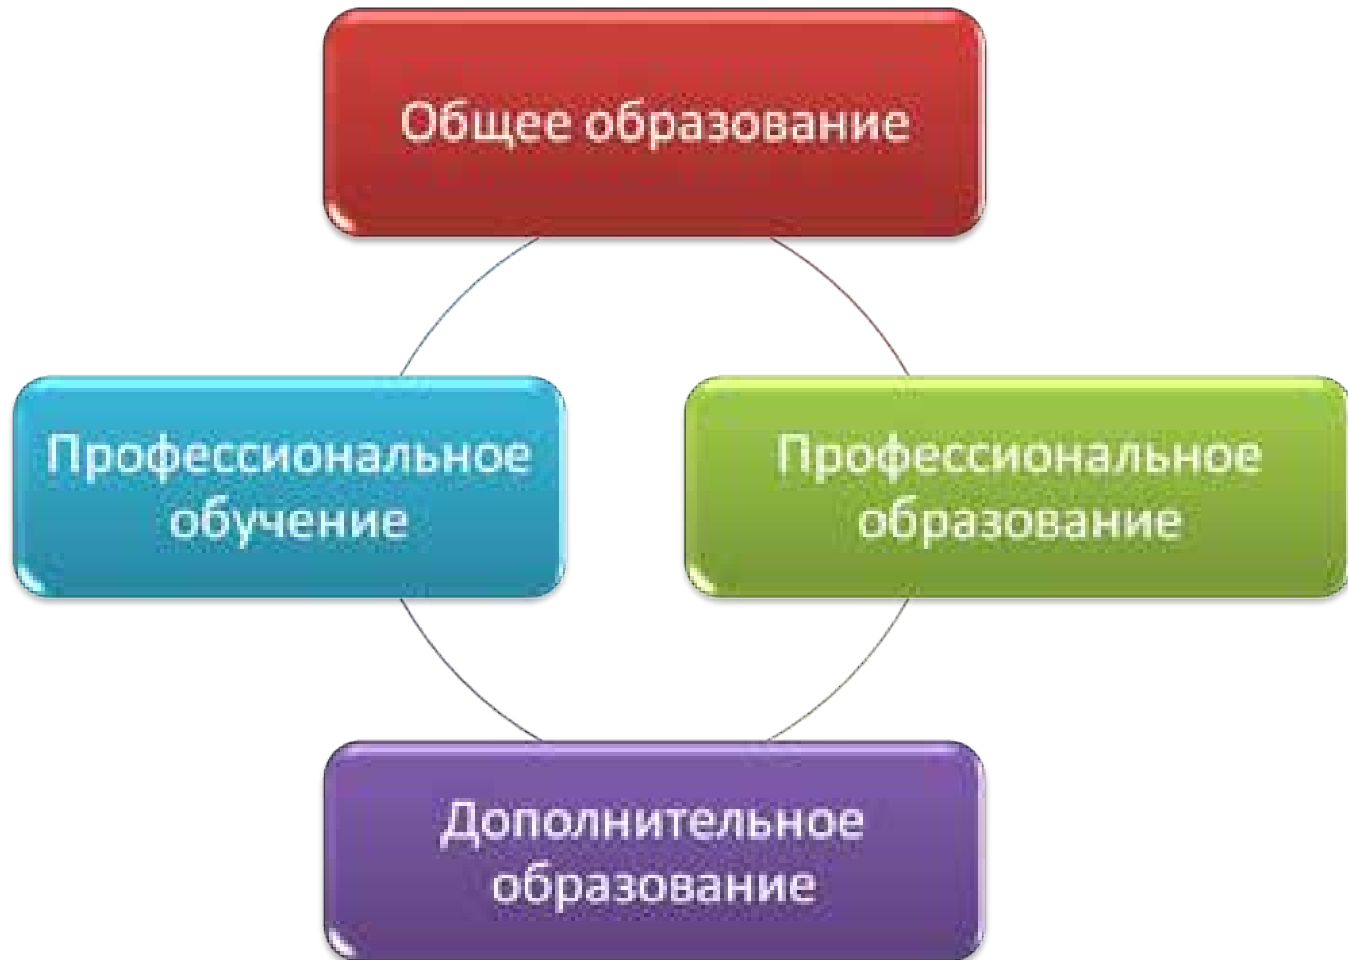 Общее образование
Профессиональное
обучение
Профессиональное
образование
Дополнительное
образование